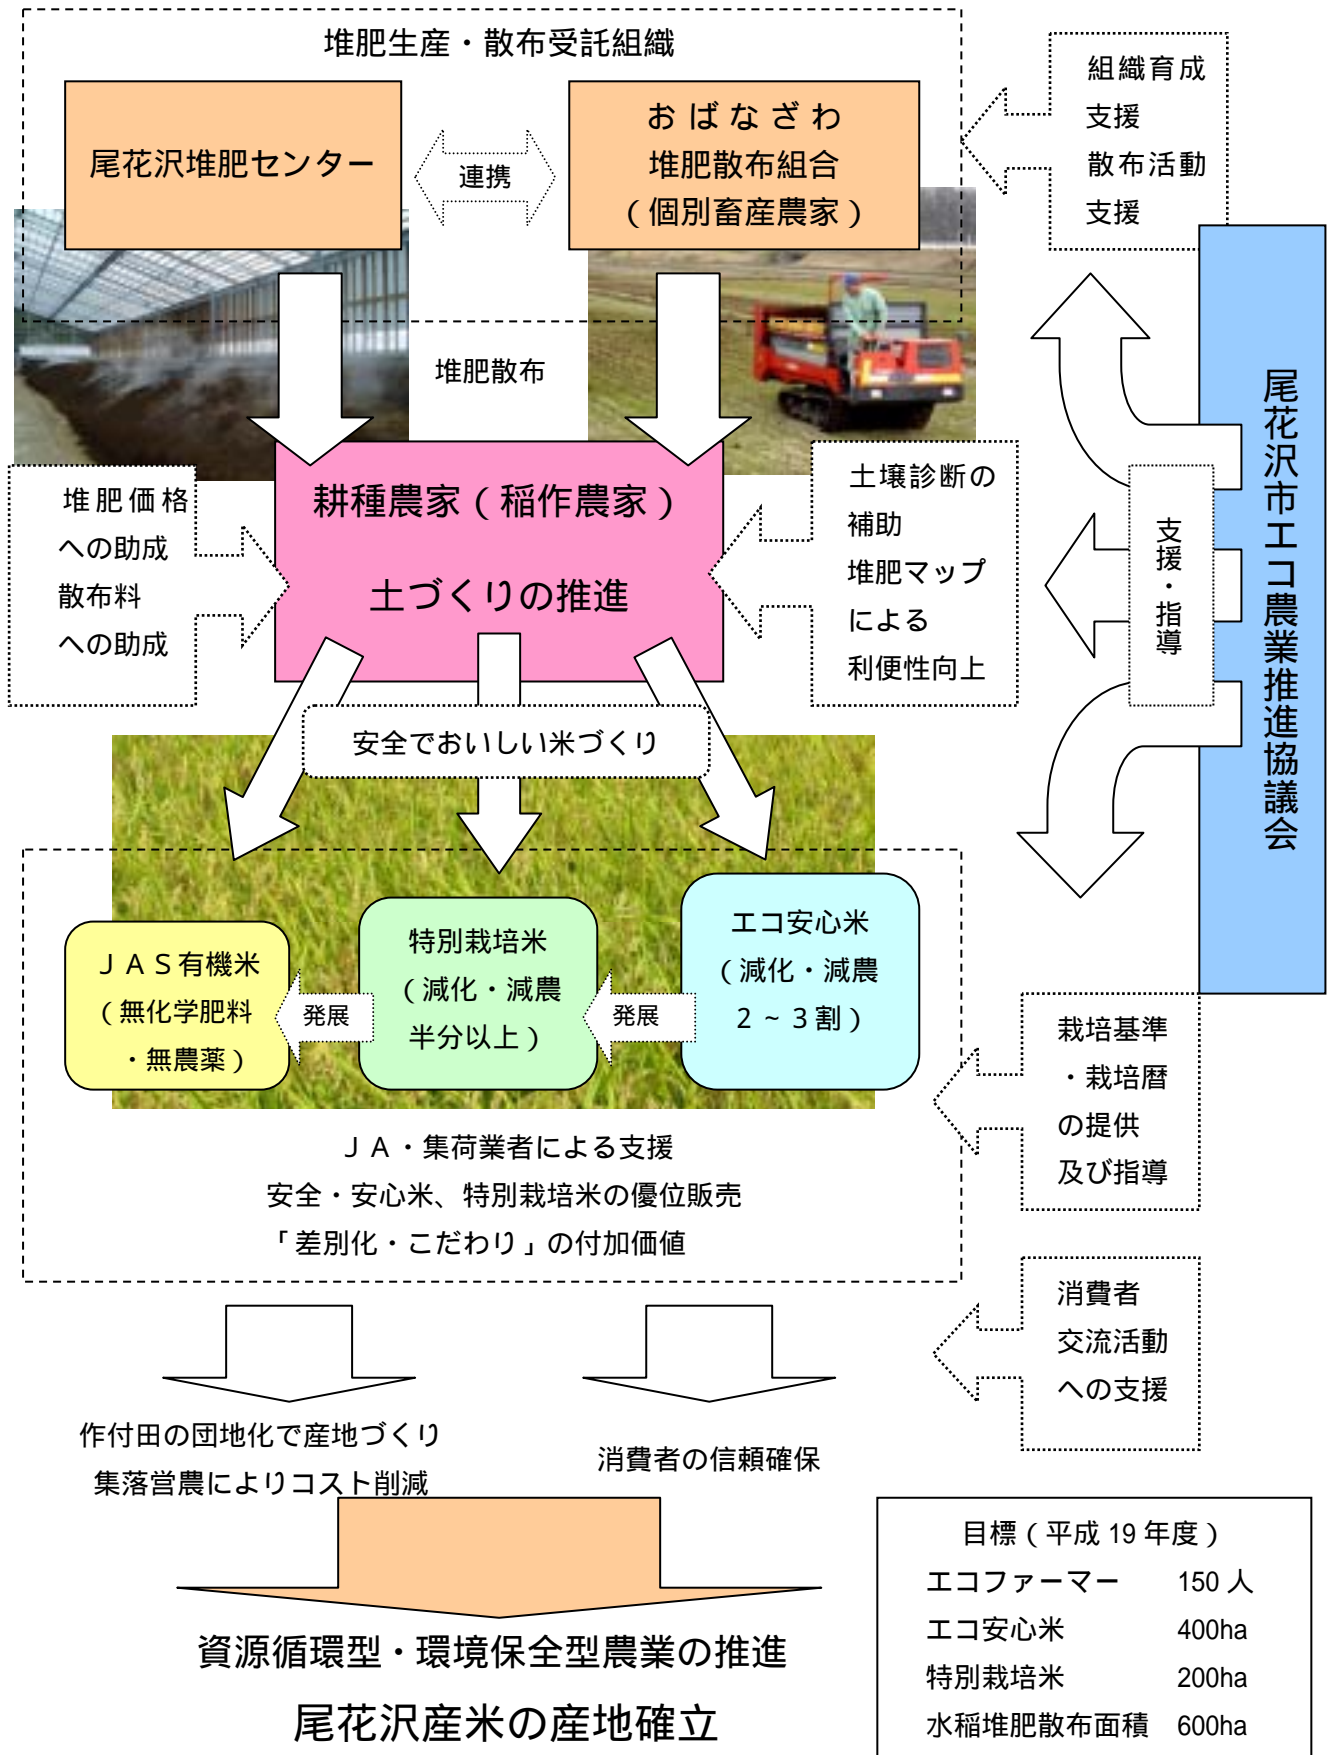 堆肥生産・散布受託組織
尾花沢堆肥センター
連携
おばなざわ
堆肥散布組合
（個別畜産農家）
組織育成
支援
散布活動
支援
堆肥散布
尾花沢市エコ農業推進協議会
支援・指導
堆肥価格
への助成
散布料
への助成
耕種農家（稲作農家）
土づくりの推進
土壌診断の
補助
堆肥マップ
による
利便性向上
安全でおいしい米づくり
ＪＡＳ有機米
（無化学肥料
・無農薬）
発展
特別栽培米
（減化・減農
半分以上）
発展
エコ安心米
（減化・減農
２～３割）
栽培基準
・栽培暦
の提供
及び指導
ＪＡ・集荷業者による支援
安全・安心米、特別栽培米の優位販売
「差別化・こだわり」の付加価値
消費者
交流活動
への支援
作付田の団地化で産地づくり
集落営農によりコスト削減
消費者の信頼確保
資源循環型・環境保全型農業の推進
尾花沢産米の産地確立
目標（平成19年度）
エコファーマー 150人
エコ安心米 400ha
特別栽培米 200ha
水稲堆肥散布面積 600ha